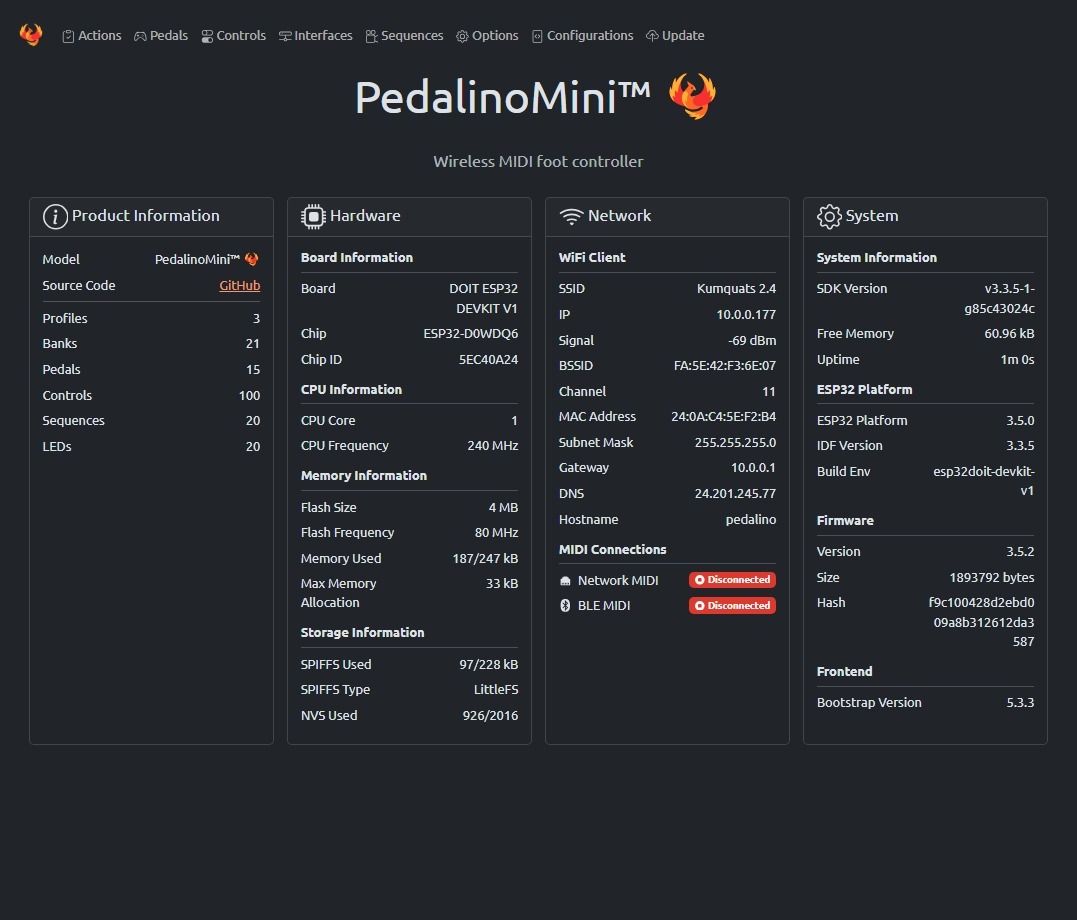 Actions Pedals Controls Interfaces Sequences Options Configurations Update
PedalinoMini™
Wireless MIDI foot controller
Product Information
Model PedalinoMini™
Source Code GitHub
Profiles 3
Banks 21
Pedals 15
Controls 100
Sequences 20
LEDs 20
Hardware
Board Information
Board DOIT ESP32
DEVKIT V1
Chip ESP32-D0WDQ6
Chip ID 5EC40A24
CPU Information
CPU Core 1
CPU Frequency 240 MHz
Memory Information
Flash Size 4 MB
Flash Frequency 80 MHz
Memory Used 187/247 kB
Max Memory 33 kB
Allocation
Storage Information
SPIFFS Used 97/228 kB
SPIFFS Type LittleFS
NVS Used 926/2016
Network
WiFi Client
SSID Kumquats 2.4
IP 10.0.0.177
Signal -69 dBm
BSSID FA:5E:42:F3:6E:07
Channel 11
MAC Address 24:0A:C4:5E:F2:B4
Subnet Mask 255.255.255.0
Gateway 10.0.0.1
DNS 24.201.245.77
Hostname pedalino
MIDI Connections
Network MIDI Disconnected
BLE MIDI Disconnected
System
System Information
SDK Version v3.3.5-1-
g85c43024c
Free Memory 60.96 kB
Uptime 1m 0s
ESP32 Platform
ESP32 Platform 3.5.0
IDF Version 3.3.5
Build Env esp32doit-devkit-
v1
Firmware
Version 3.5.2
Size 1893792 bytes
Hash f9c100428d2ebd0
09a8b312612da3
587
Frontend
Bootstrap Version 5.3.3